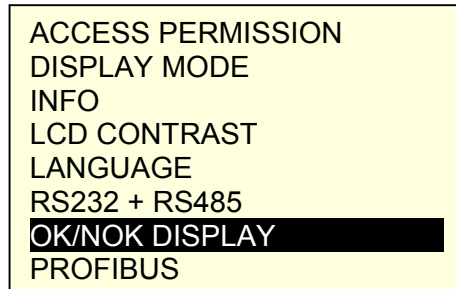 ACCESS PERMISSION
DISPLAY MODE
INFO
LCD CONTRAST
LANGUAGE
RS232 + RS485
OK/NOK DISPLAY
PROFIBUS